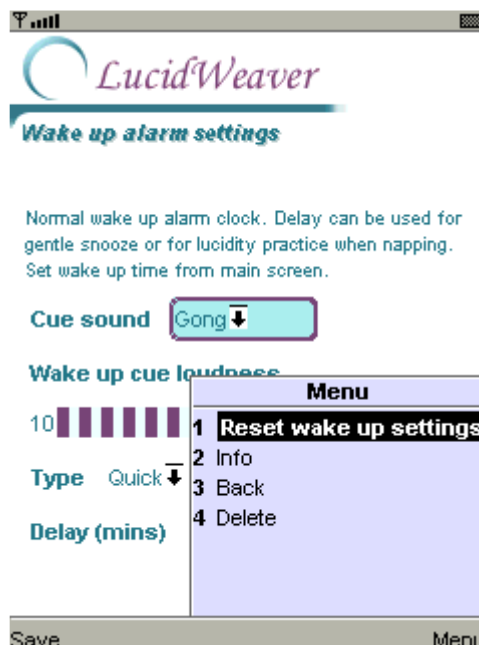 LucidWeaver
Wake up alarm settings
Normal wake up alarm clock. Delay can be used for
gentle snooze or for lucidity practice when napping.
Set wake up time from main screen.
Cue sound Gong
Wake up cue loudness
10
Type Quick
Delay (mins)
Menu
1 Reset wake up settings
2 Info
3 Back
4 Delete
Save Menu